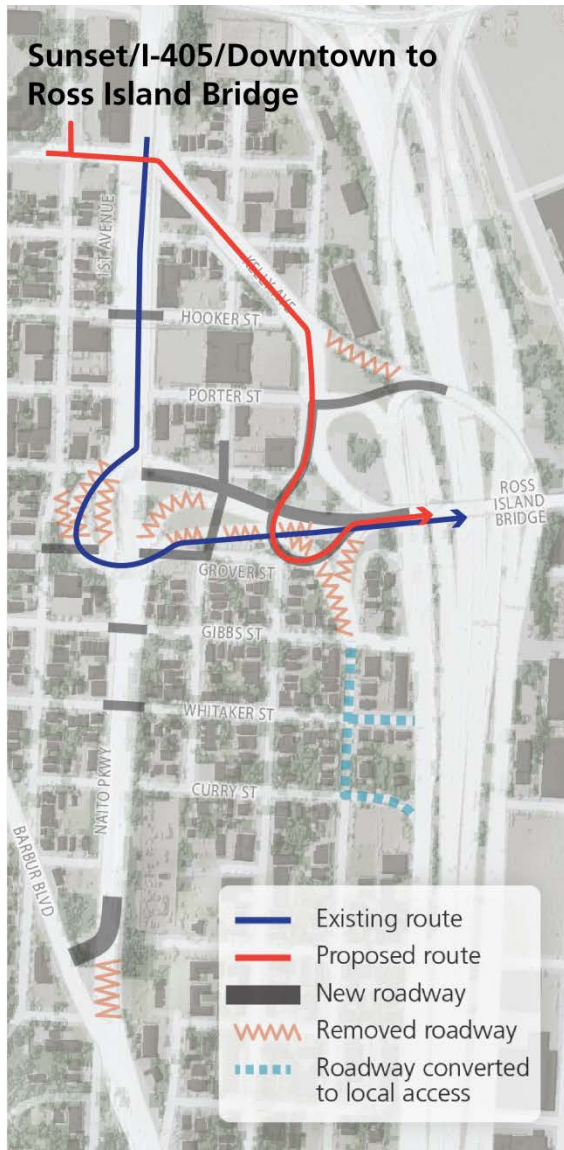 Sunset/I-405/Downtown to
Ross Island Bridge
1ST AVENUE
KELLY AVE
HOOKER ST
PORTER ST
ROSS
ISLAND
BRIDGE
GROVER ST
GIBBS ST
WHITAKER ST
CURRY ST
NAITO PKWY
BARBUR BLVD
Existing route
Proposed route
New roadway
Removed roadway
Roadway converted
to local access